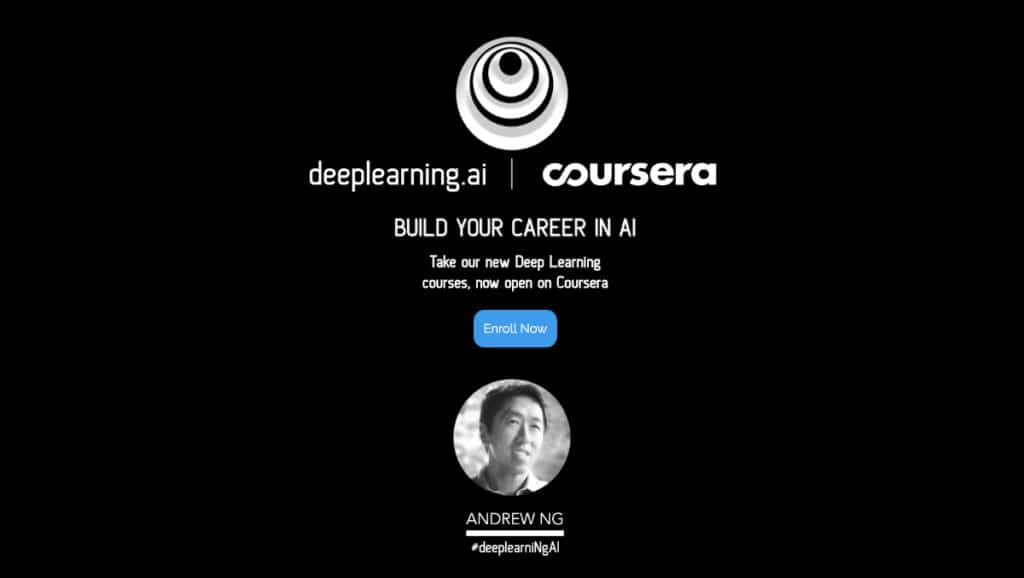 deeplearning.ai | coursera
BUILD YOUR CAREER IN AI
Take our new Deep Learning
courses, now open on Coursera
Enroll Now
ANDREW NG
#deeplearniNgAI